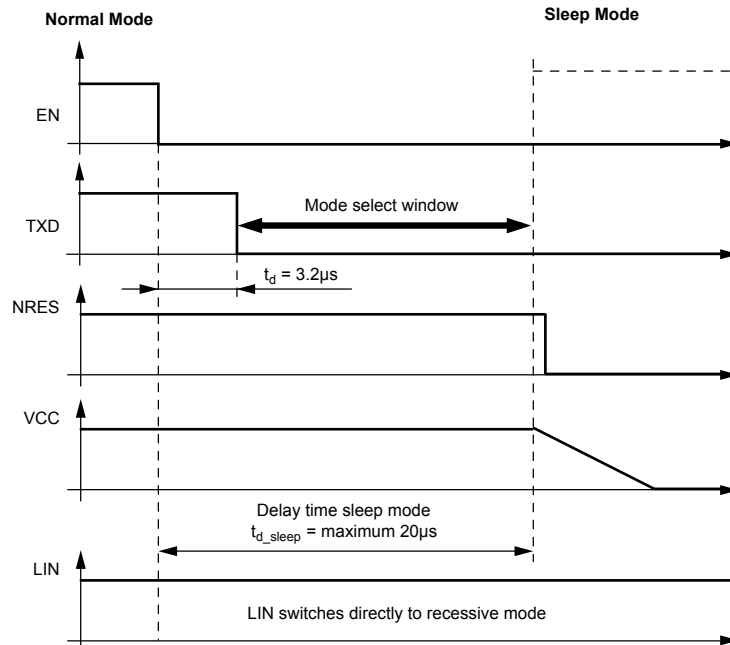 Normal Mode
Sleep Mode
EN
TXD
Mode select window
t_d = 3.2µs
NRES
VCC
Delay time sleep mode
t_d_sleep = maximum 20µs
LIN
LIN switches directly to recessive mode